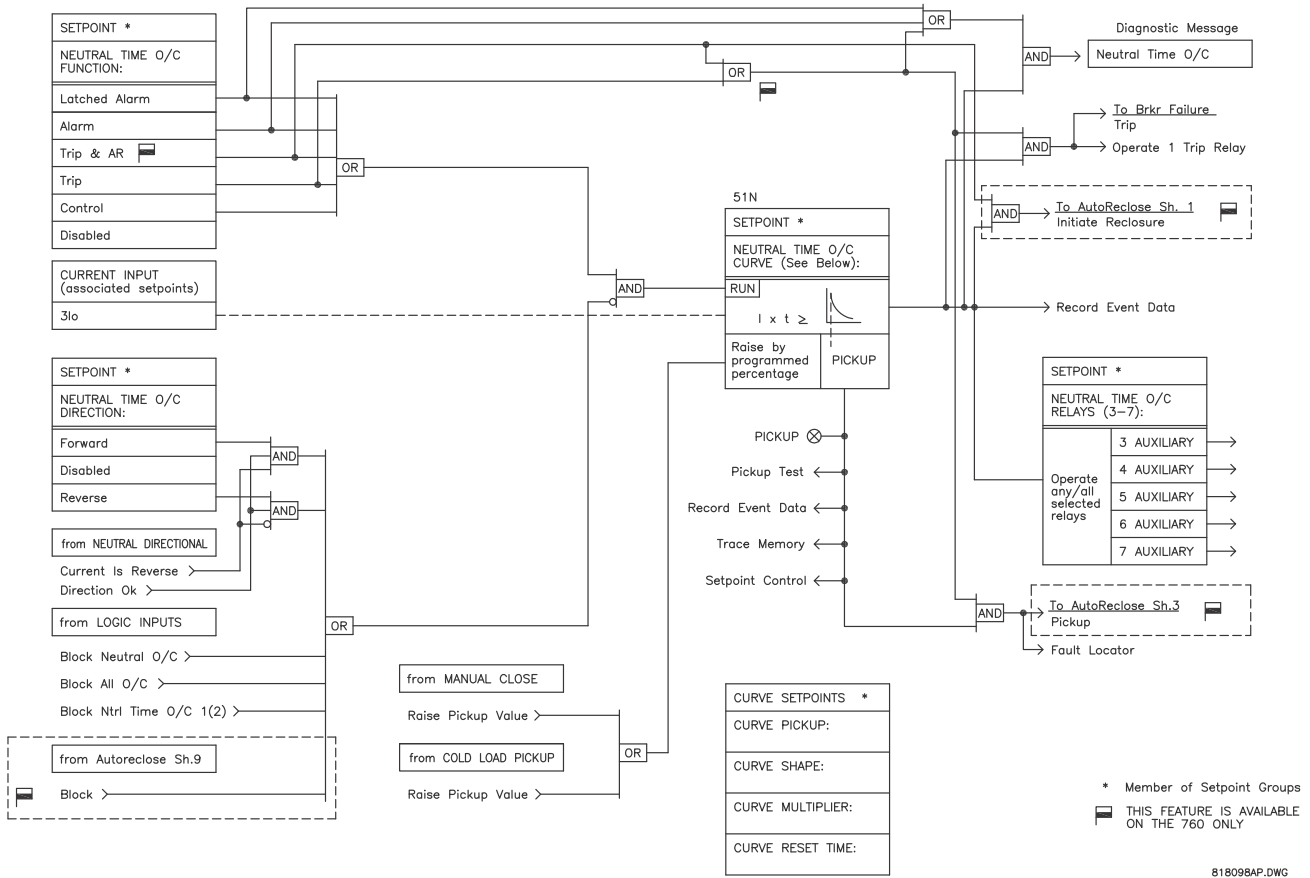 SETPOINT *
NEUTRAL TIME O/C
FUNCTION:
Latched Alarm
Alarm
Trip & AR
Trip
Control
Disabled
OR
CURRENT INPUT
(associated setpoints)
3Io
SETPOINT *
NEUTRAL TIME O/C
DIRECTION:
Forward
Disabled
Reverse
AND
AND
from NEUTRAL DIRECTIONAL
Current Is Reverse
Direction Ok
from LOGIC INPUTS
Block Neutral O/C
Block All O/C
Block Ntrl Time O/C 1(2)
OR
from Autoreclose Sh.9
Block
from MANUAL CLOSE
Raise Pickup Value
from COLD LOAD PICKUP
Raise Pickup Value
OR
AND
51N
SETPOINT *
NEUTRAL TIME O/C
CURVE (See Below):
RUN
I x t ≥
Raise by
programmed
percentage
PICKUP
PICKUP
Pickup Test
Record Event Data
Trace Memory
Setpoint Control
CURVE SETPOINTS *
CURVE PICKUP:
CURVE SHAPE:
CURVE MULTIPLIER:
CURVE RESET TIME:
OR
OR
AND
Diagnostic Message
Neutral Time O/C
AND
To Brkr Failure
Trip
Operate 1 Trip Relay
AND
To AutoReclose Sh. 1
Initiate Reclosure
Record Event Data
SETPOINT *
NEUTRAL TIME O/C
RELAYS (3-7):
Operate
any/all
selected
relays
3 AUXILIARY
4 AUXILIARY
5 AUXILIARY
6 AUXILIARY
7 AUXILIARY
AND
To AutoReclose Sh.3
Pickup
Fault Locator
* Member of Setpoint Groups
THIS FEATURE IS AVAILABLE
ON THE 760 ONLY
818098AP.DWG